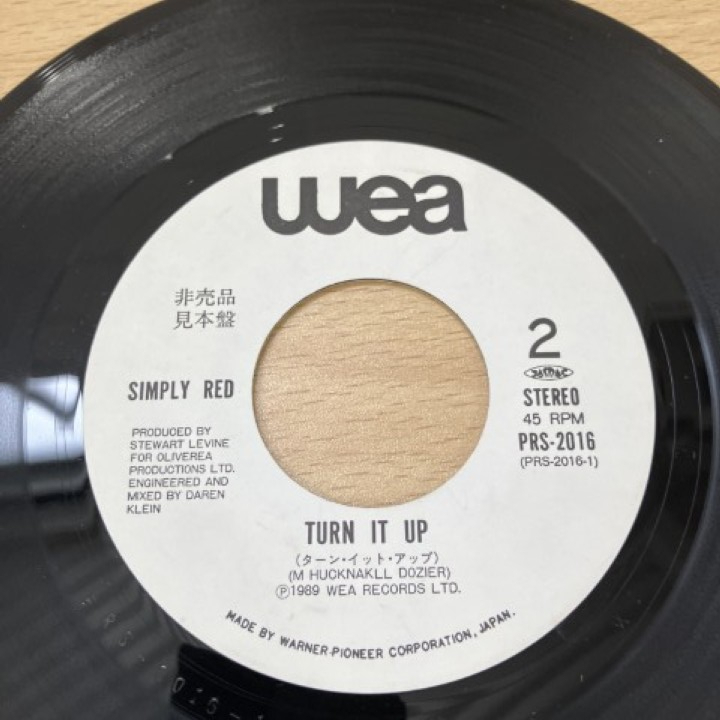 wea
非売品
見本盤
SIMPLY RED
PRODUCED BY
STEWART LEVINE
FOR OLIVEREA
PRODUCTIONS LTD.
ENGINEERED AND
MIXED BY DAREN
KLEIN
2
STEREO
45 RPM
PRS-2016
(PRS-2016-1)
TURN IT UP
(ターン・イット・アップ)
(M HUCKNAKLL DOZIER)
Ⓟ1989 WEA RECORDS LTD.
MADE BY WARNER-PIONEER CORPORATION, JAPAN.